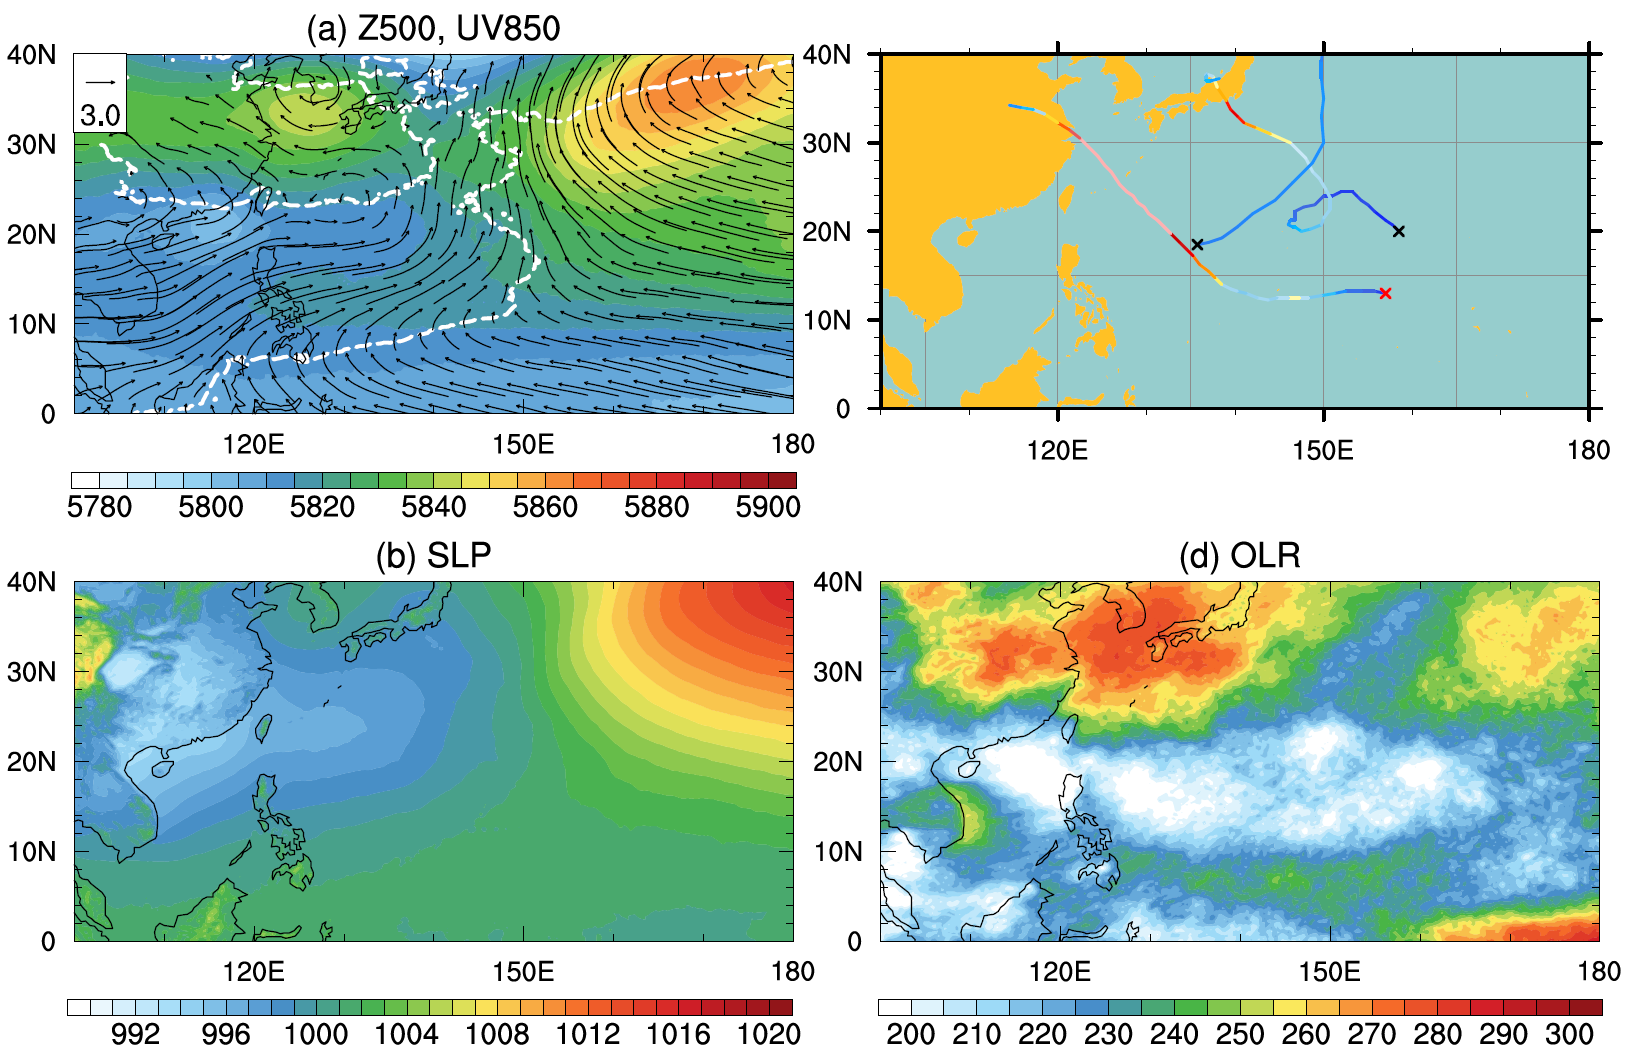 (a) Z500, UV850
40N
30N
20N
10N
0
3.0
120E
150E
180
5780
5800
5820
5840
5860
5880
5900
40N
30N
20N
10N
0
120E
150E
180
(b) SLP
40N
30N
20N
10N
0
120E
150E
180
992
996
1000
1004
1008
1012
1016
1020
(d) OLR
40N
30N
20N
10N
0
120E
150E
180
200
210
220
230
240
250
260
270
280
290
300